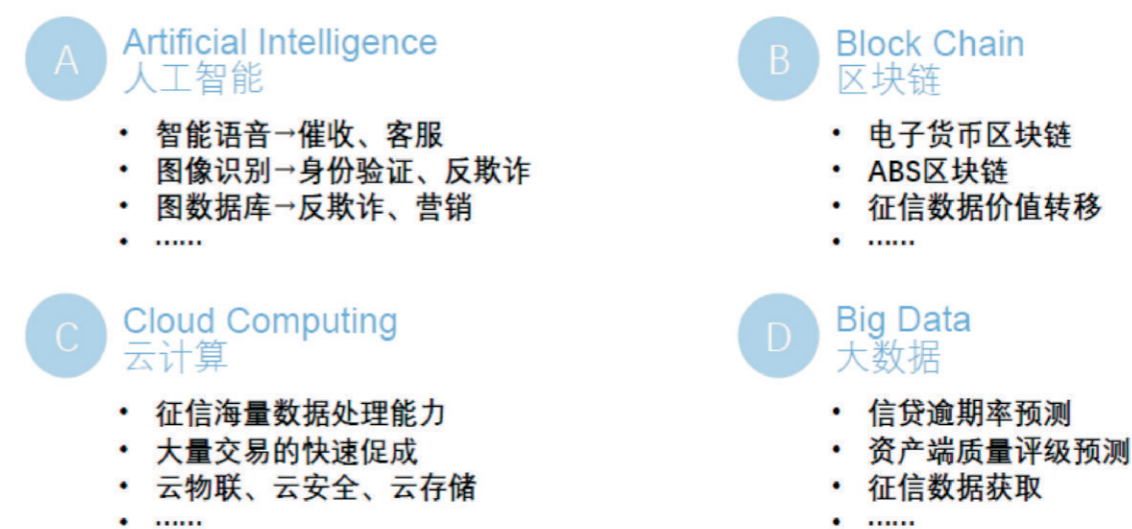 A
Artificial Intelligence
人工智能
• 智能语音→催收、客服
• 图像识别→身份验证、反欺诈
• 图数据库→反欺诈、营销
• ……
B
Block Chain
区块链
• 电子货币区块链
• ABS区块链
• 征信数据价值转移
• ……
C
Cloud Computing
云计算
• 征信海量数据处理能力
• 大量交易的快速促成
• 云物联、云安全、云存储
• ……
D
Big Data
大数据
• 信贷逾期率预测
• 资产端质量评级预测
• 征信数据获取
• ……